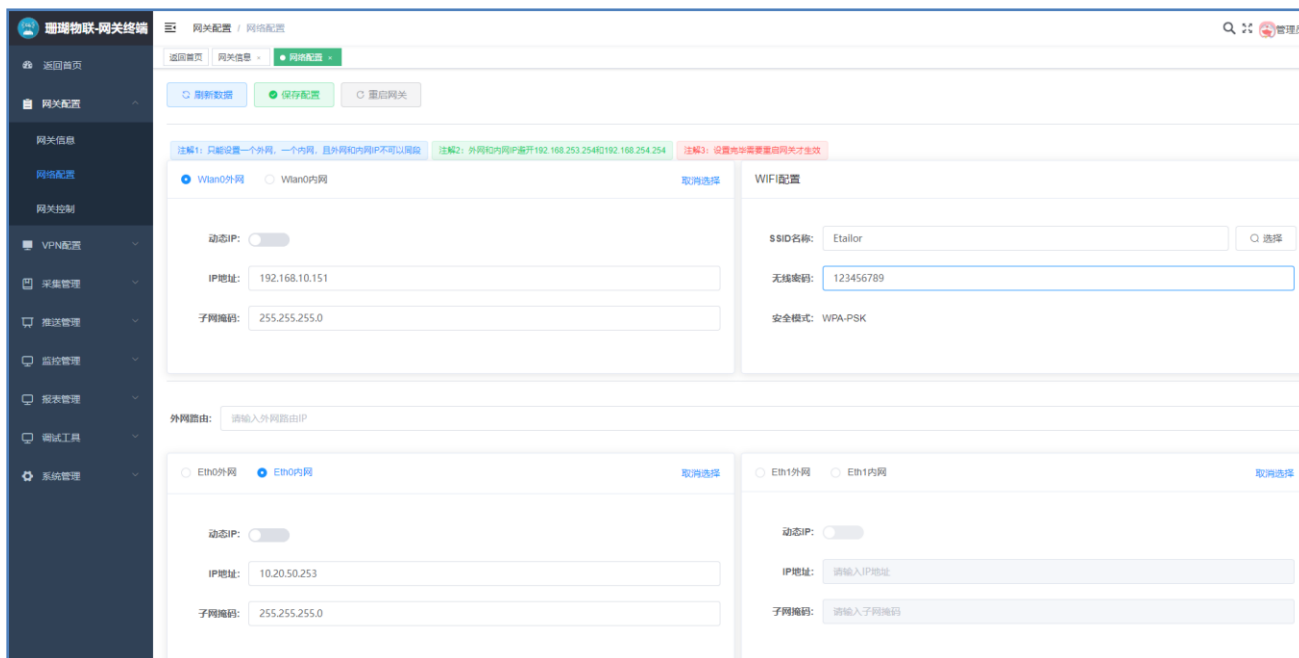 珊瑚物联-网关终端
网关配置 / 网络配置
管理员
返回首页 网关信息 × 网络配置 ×
返回首页
网关配置
网关信息
网络配置
网关控制
VPN配置
采集管理
推送管理
监控管理
报表管理
调试工具
系统管理
刷新数据 保存配置 重启网关
注解1：只能设置一个外网、一个内网，且外网和内网IP不可以同段 注解2：外网和内网IP避开192.168.253.254和192.168.254.254 注解3：设置完毕需要重启网关才生效
Wlan0外网 Wlan0内网 取消选择
动态IP:
IP地址: 192.168.10.151
子网掩码: 255.255.255.0
WIFI配置
SSID名称: Etailor 选择
无线密码: 123456789
安全模式: WPA-PSK
外网路由: 请输入外网路由IP
Eth0外网 Eth0内网 取消选择
动态IP:
IP地址: 10.20.50.253
子网掩码: 255.255.255.0
Eth1外网 Eth1内网 取消选择
动态IP:
IP地址: 请输入IP地址
子网掩码: 请输入子网掩码